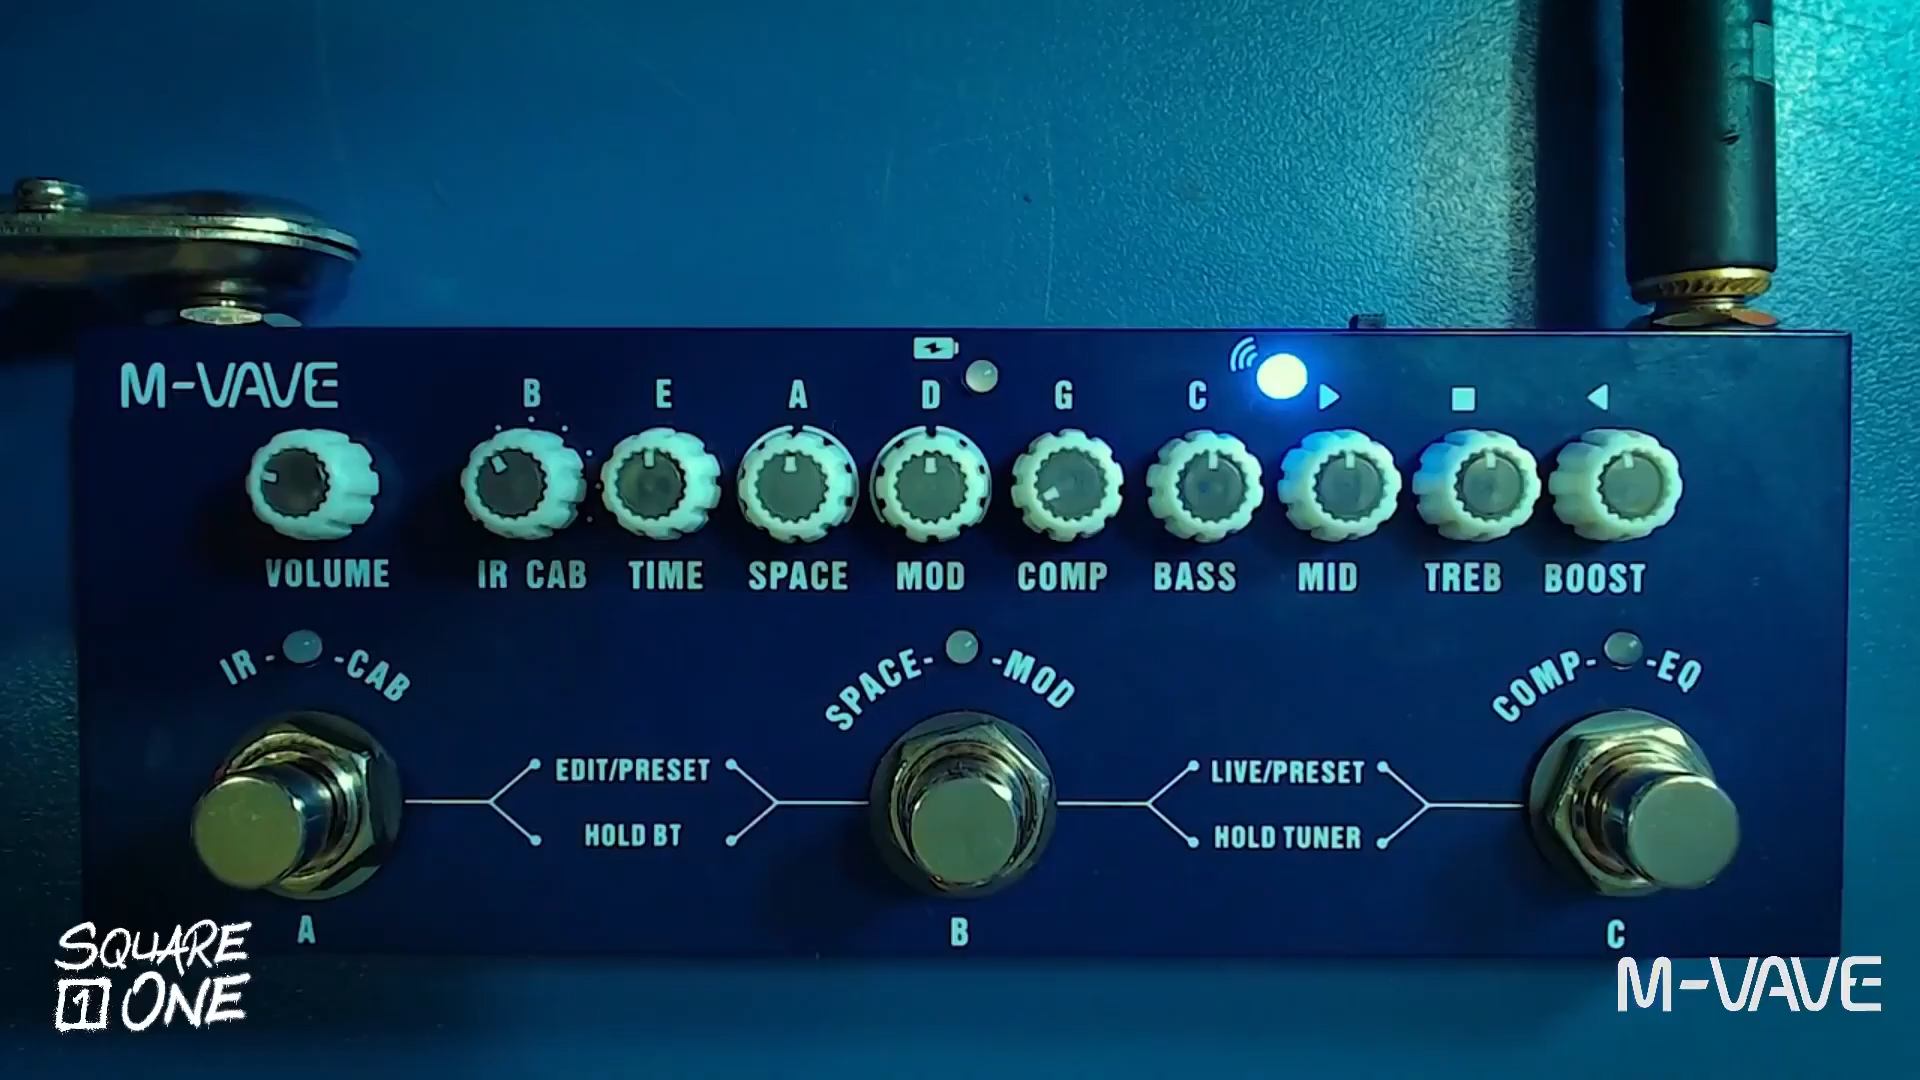 M-VAVE
B E A D G C
VOLUME IR CAB TIME SPACE MOD COMP BASS MID TREB BOOST
IR - - CAB
SPACE- -MOD
COMP- -EQ
EDIT/PRESET
HOLD BT
LIVE/PRESET
HOLD TUNER
A B C
SQUARE
1 ONE
M-VAVE